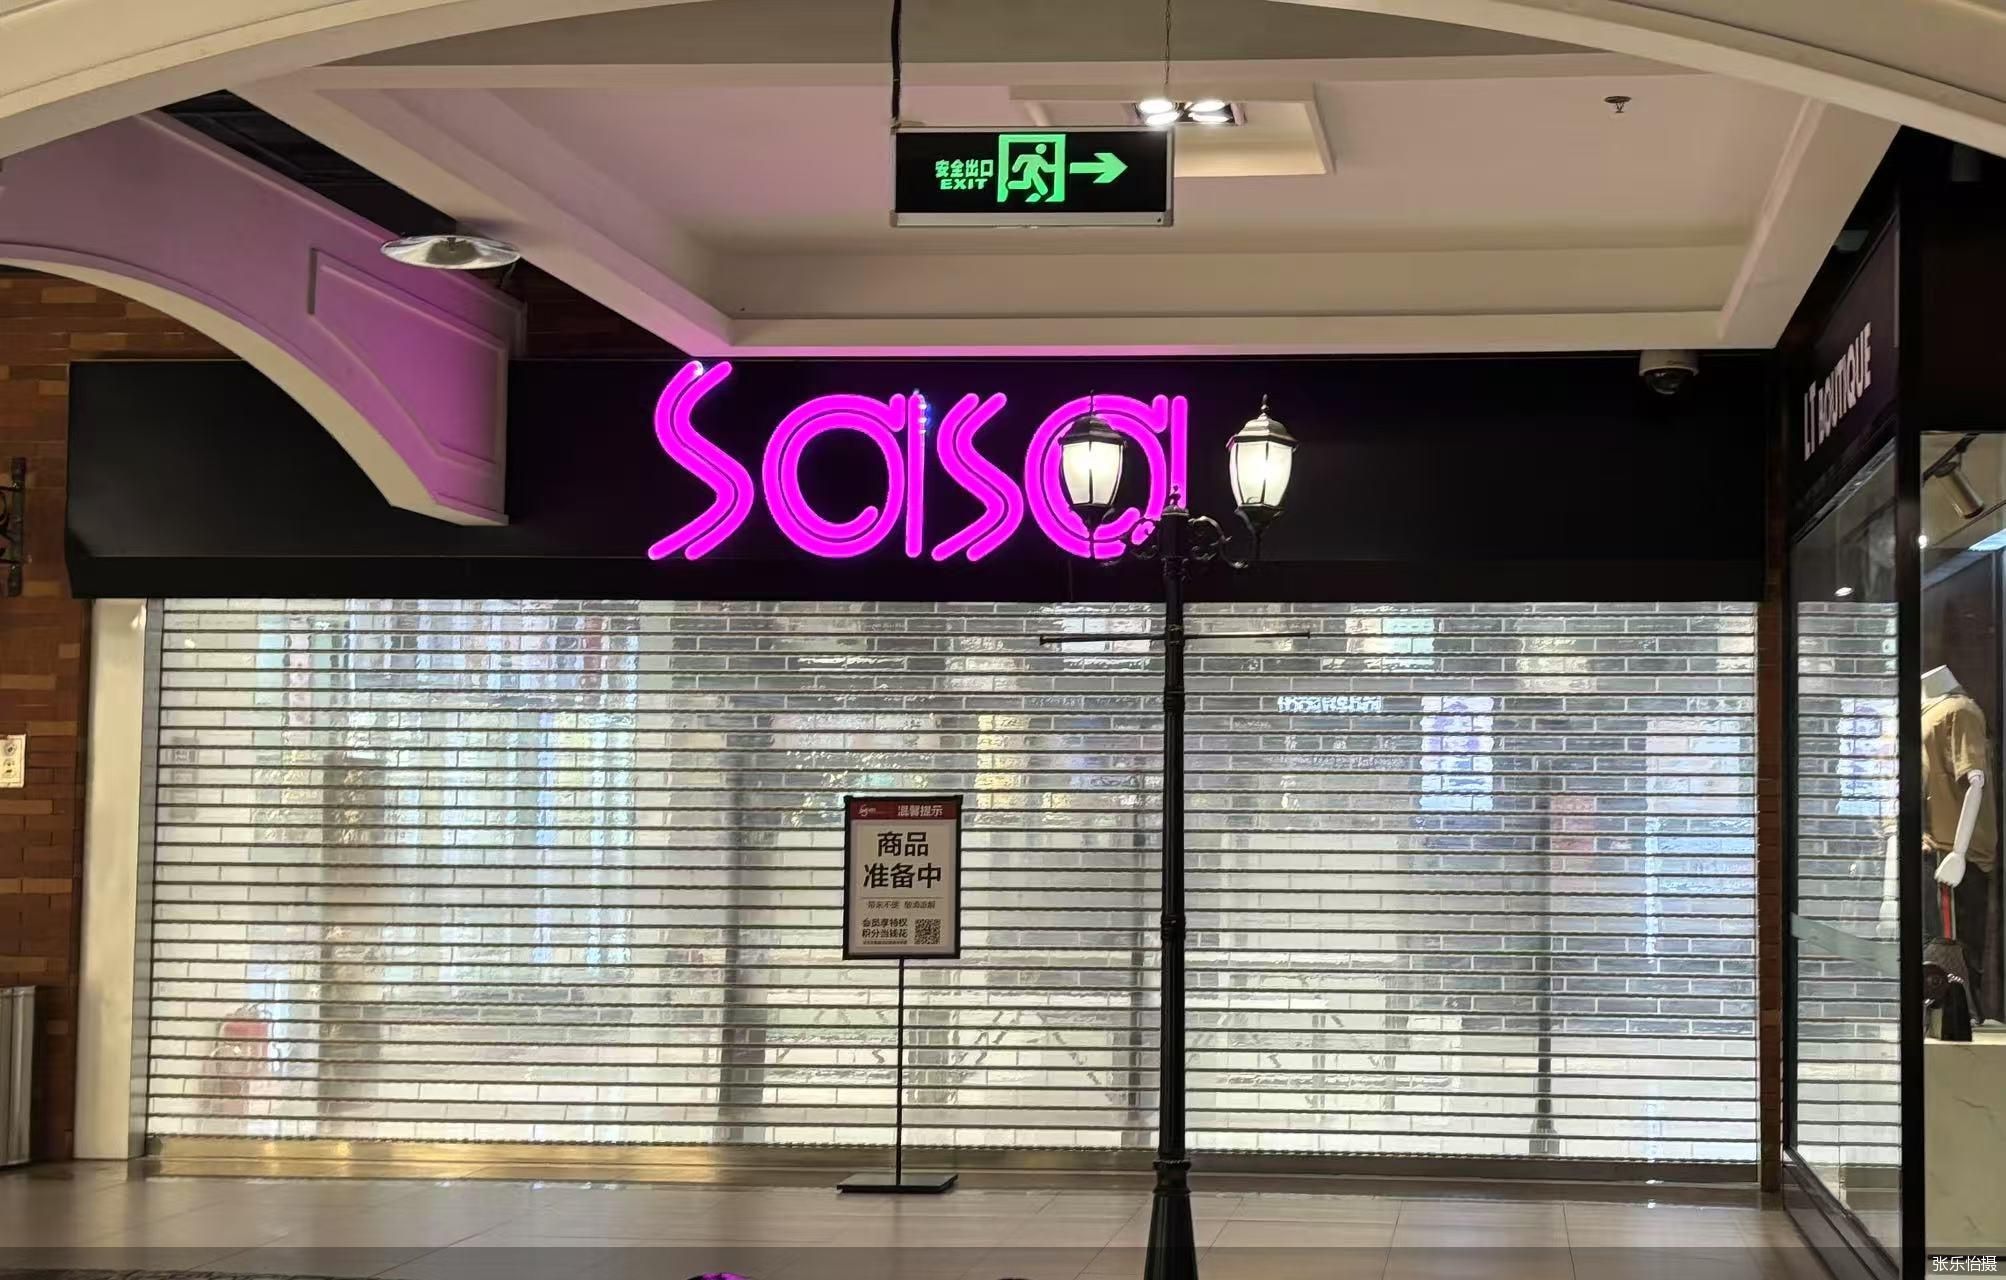 安全出口
EXIT
sasa
LT BOUTIQUE
温馨提示
商品
准备中
带来不便 敬请谅解
会员享特权
积分当钱花
张乐怡摄